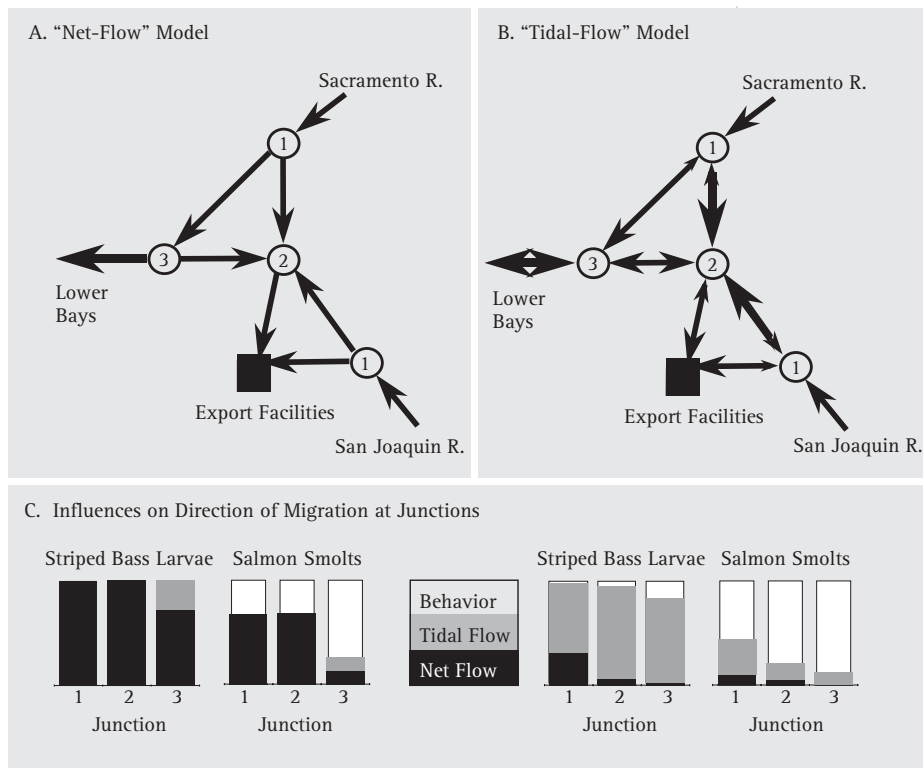 A. “Net-Flow” Model
Sacramento R.
1
3
2
Lower
Bays
1
Export Facilities
San Joaquin R.
B. “Tidal-Flow” Model
Sacramento R.
1
3
2
Lower
Bays
1
Export Facilities
San Joaquin R.
C. Influences on Direction of Migration at Junctions
Striped Bass Larvae
1 2 3
Junction
Salmon Smolts
1 2 3
Junction
Behavior
Tidal Flow
Net Flow
Striped Bass Larvae
1 2 3
Junction
Salmon Smolts
1 2 3
Junction